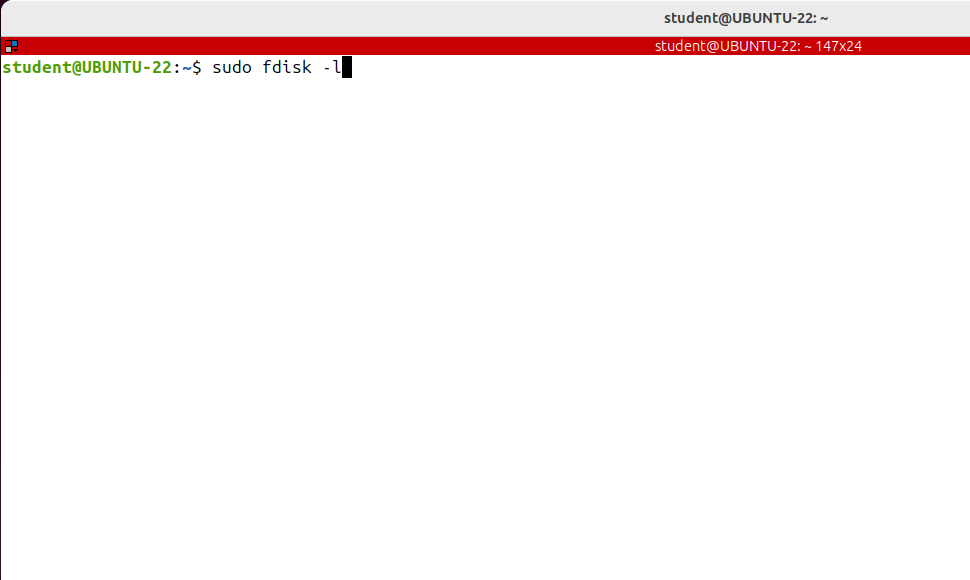 student@UBUNTU-22: ~
student@UBUNTU-22: ~ 147x24
student@UBUNTU-22:~$ sudo fdisk -l